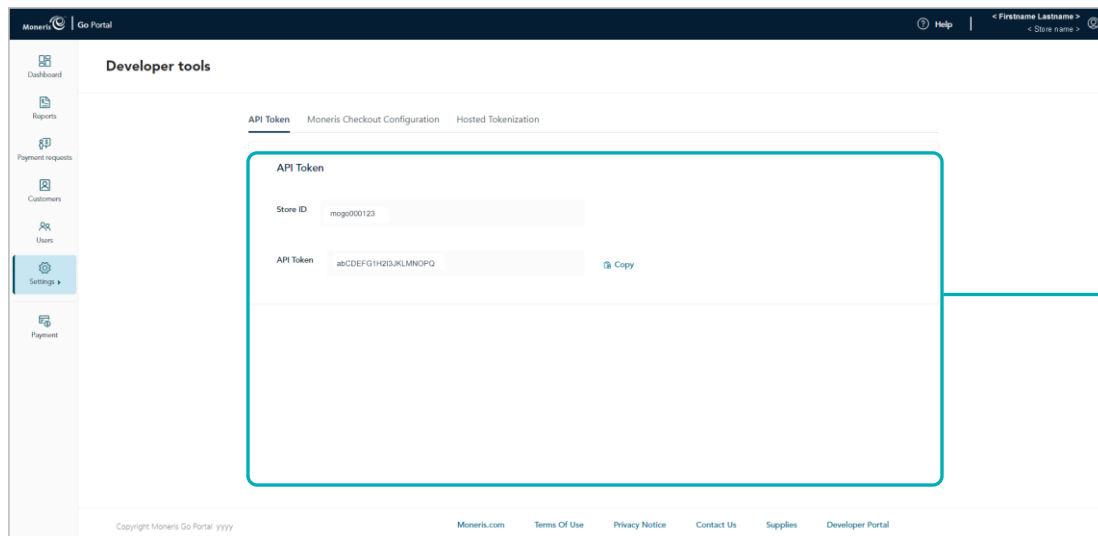 Moneris | Go Portal
Help
< Firstname Lastname >
< Store name >
Dashboard
Reports
Payment requests
Customers
Users
Settings
Payment
Developer tools
API Token Moneris Checkout Configuration Hosted Tokenization
API Token
Store ID mogo000123
API Token abCDEFG1H2I3JKLMNOPQ Copy
Copyright Moneris Go Portal yyyy
Moneris.com Terms Of Use Privacy Notice Contact Us Supplies Developer Portal